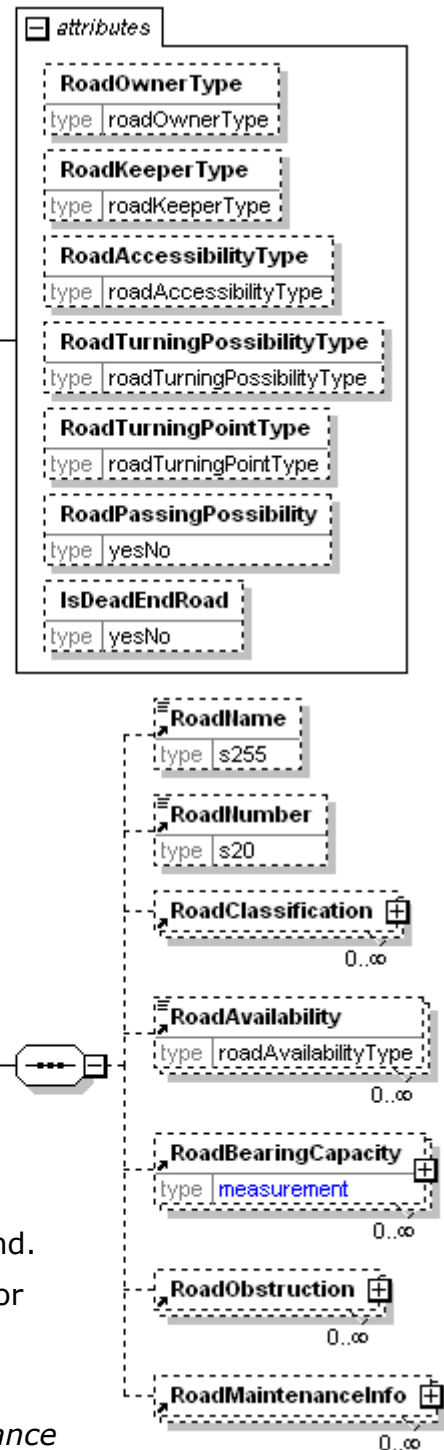 attributes
RoadOwnerType
type roadOwnerType
RoadKeeperType
type roadKeeperType
RoadAccessibilityType
type roadAccessibilityType
RoadTurningPossibilityType
type roadTurningPossibilityType
RoadTurningPointType
type roadTurningPointType
RoadPassingPossibility
type yesNo
IsDeadEndRoad
type yesNo
RoadName
type s255
RoadNumber
type s20
RoadClassification
0..∞
RoadAvailability
type roadAvailabilityType
0..∞
RoadBearingCapacity
type measurement
0..∞
nd.
RoadObstruction
or
0..∞
RoadMaintenanceInfo
ance
0..∞